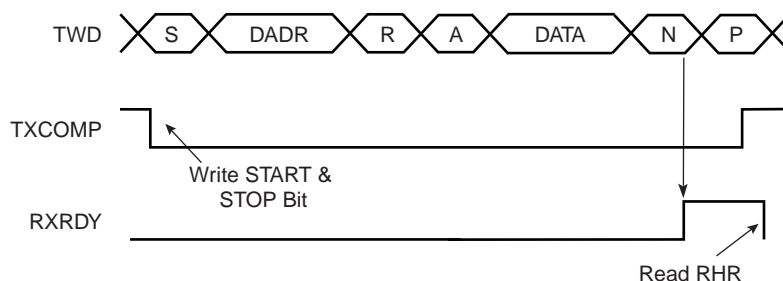 TWD S DADR R A DATA N P
TXCOMP
Write START &
STOP Bit
RXRDY
Read RHR